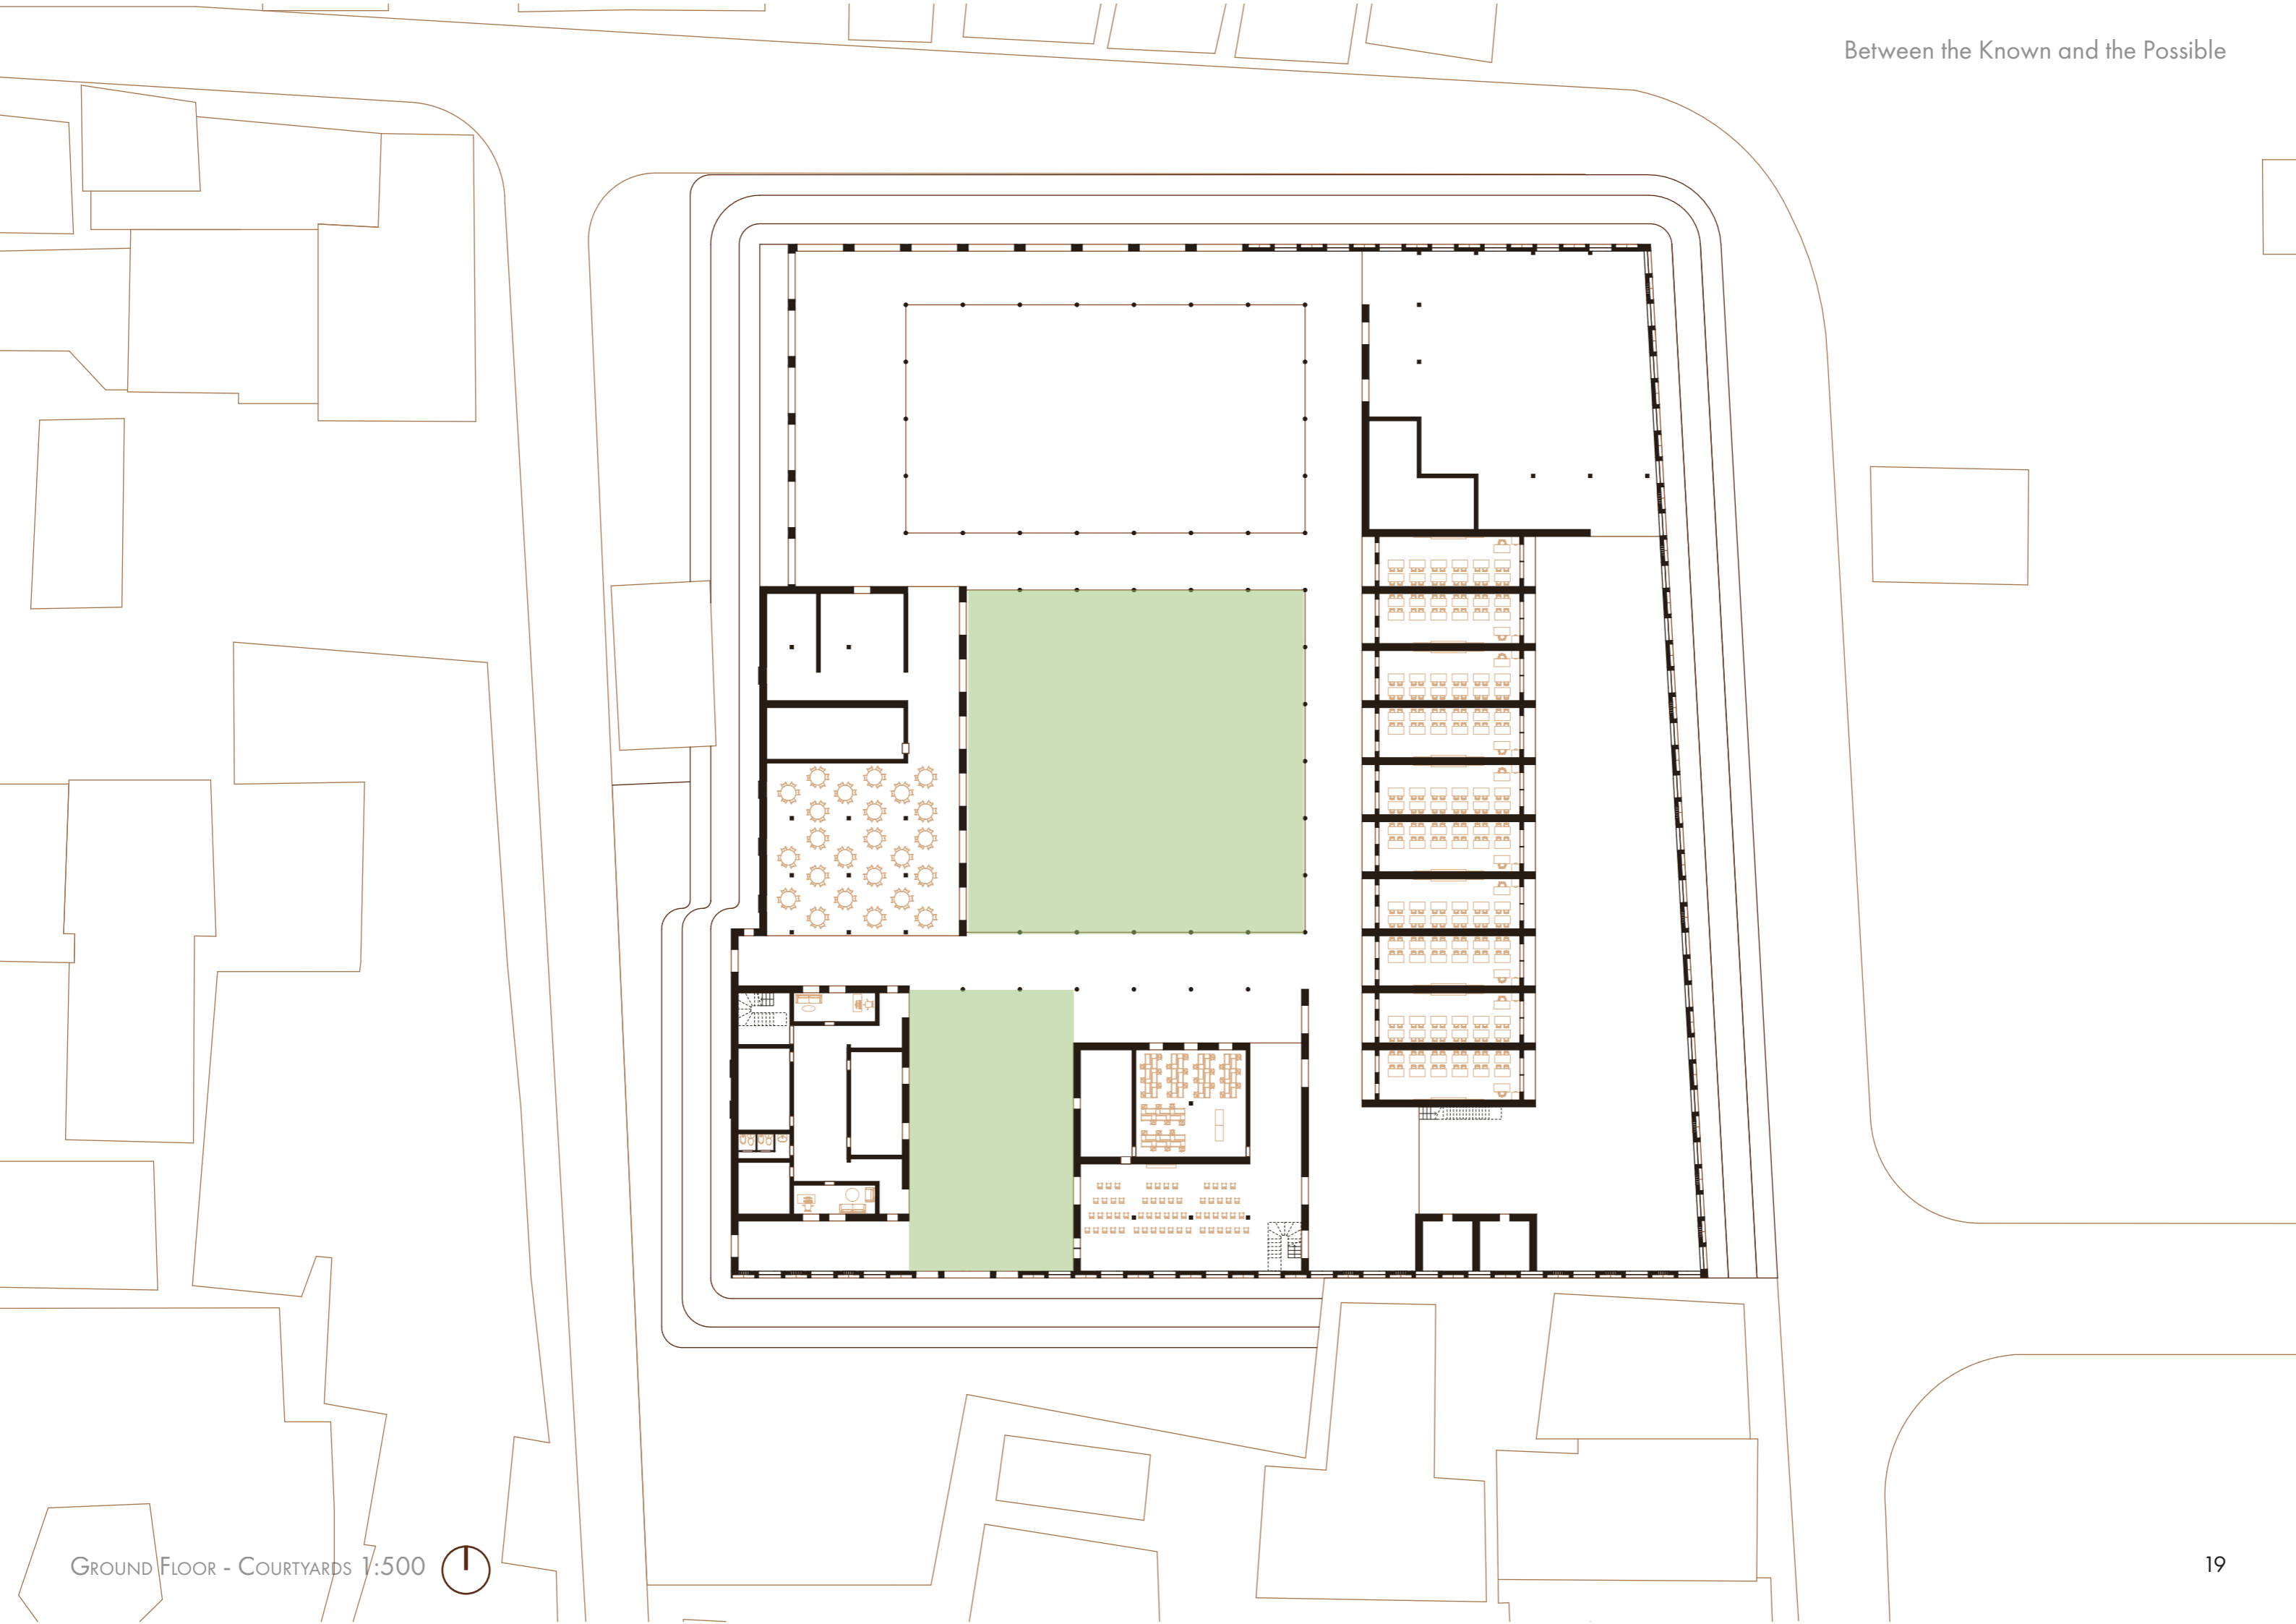 Between the Known and the Possible
Ground Floor - Courtyards 1:500
19